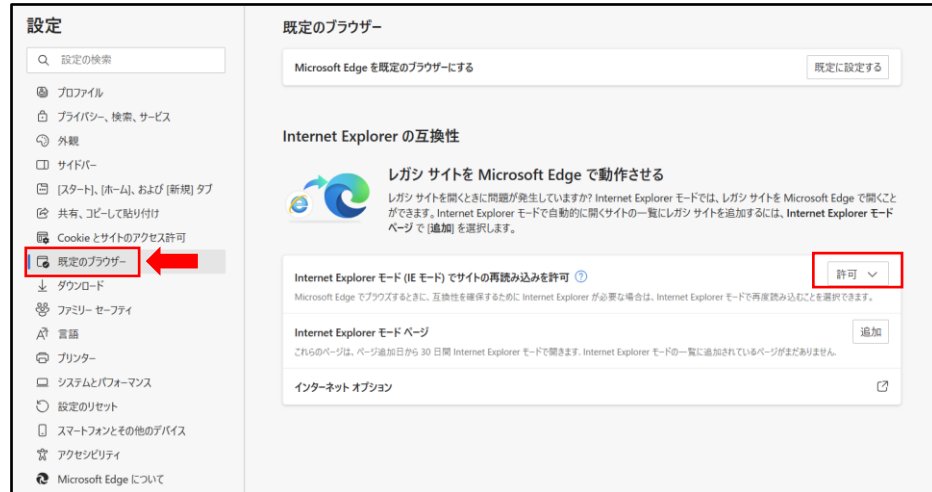 設定
設定の検索
プロファイル
プライバシー、検索、サービス
外観
サイドバー
[スタート]、[ホーム]、および [新規] タブ
共有、コピーして貼り付け
Cookie とサイトのアクセス許可
既定のブラウザー
ダウンロード
ファミリー セーフティ
言語
プリンター
システムとパフォーマンス
設定のリセット
スマートフォンとその他のデバイス
アクセシビリティ
Microsoft Edge について
既定のブラウザー
Microsoft Edge を既定のブラウザーにする
既定に設定する
Internet Explorer の互換性
レガシ サイトを Microsoft Edge で動作させる
レガシ サイトを開くときに問題が発生していますか? Internet Explorer モードでは、レガシ サイトを Microsoft Edge で開くこと
ができます。Internet Explorer モードで自動的に開くサイトの一覧にレガシ サイトを追加するには、Internet Explorer モード
ページ で [追加] を選択します。
Internet Explorer モード (IE モード) でサイトの再読み込みを許可
許可
Microsoft Edge でブラウズするときに、互換性を確保するために Internet Explorer が必要な場合は、Internet Explorer モードで再度読み込むことを選択できます。
Internet Explorer モード ページ
追加
これらのページは、ページ追加日から 30 日間 Internet Explorer モードで開きます. Internet Explorer モードの一覧に追加されているページがまだありません.
インターネット オプション